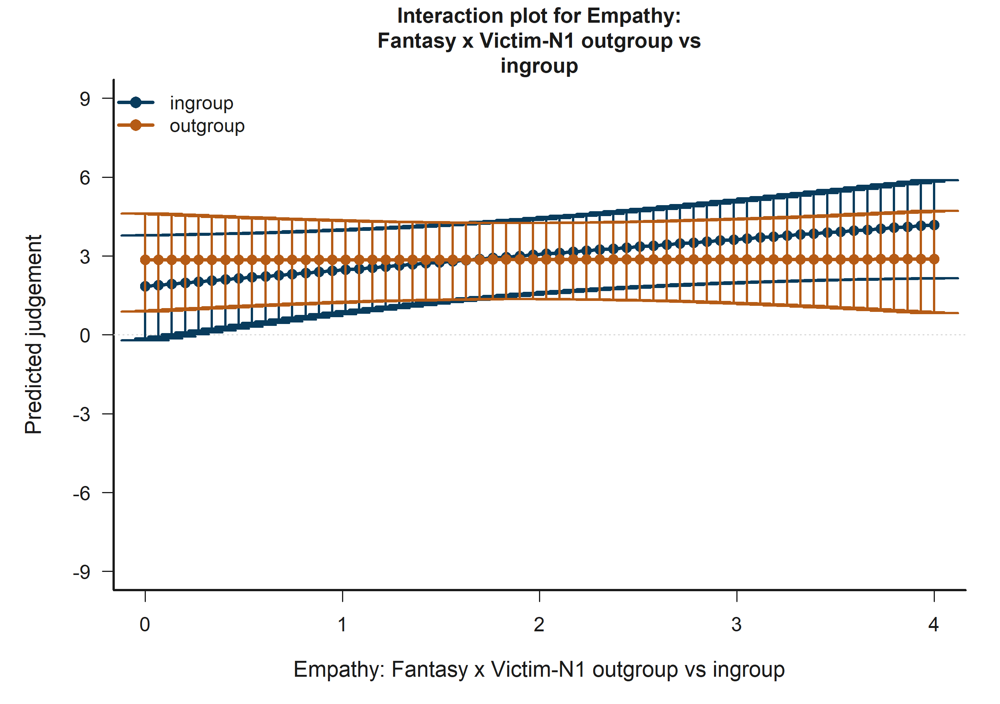 Interaction plot for Empathy:
Fantasy x Victim-N1 outgroup vs
ingroup
ingroup
outgroup
Predicted judgement
9
6
3
0
-3
-6
-9
0 1 2 3 4
Empathy: Fantasy x Victim-N1 outgroup vs ingroup